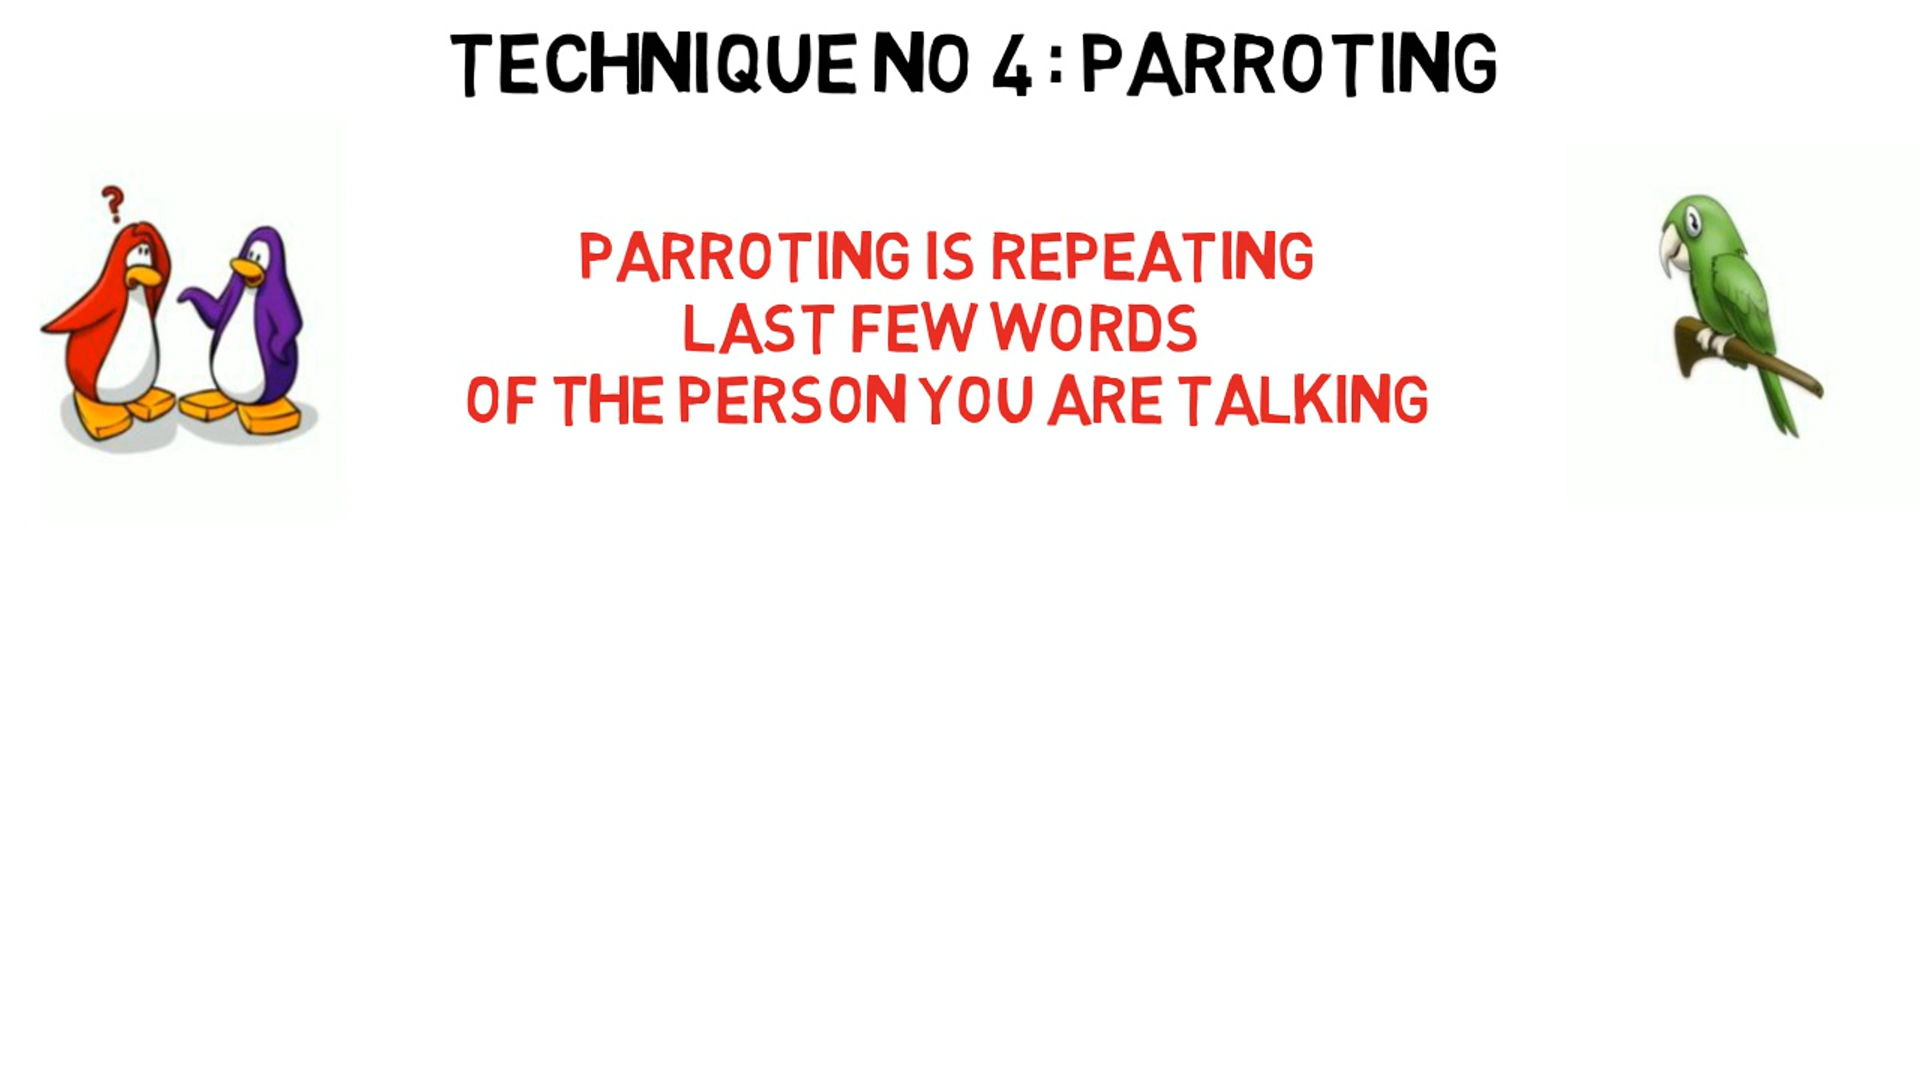 TECHNIQUE NO 4 : PARROTING
?
PARROTING IS REPEATING
LAST FEW WORDS
OF THE PERSON YOU ARE TALKING